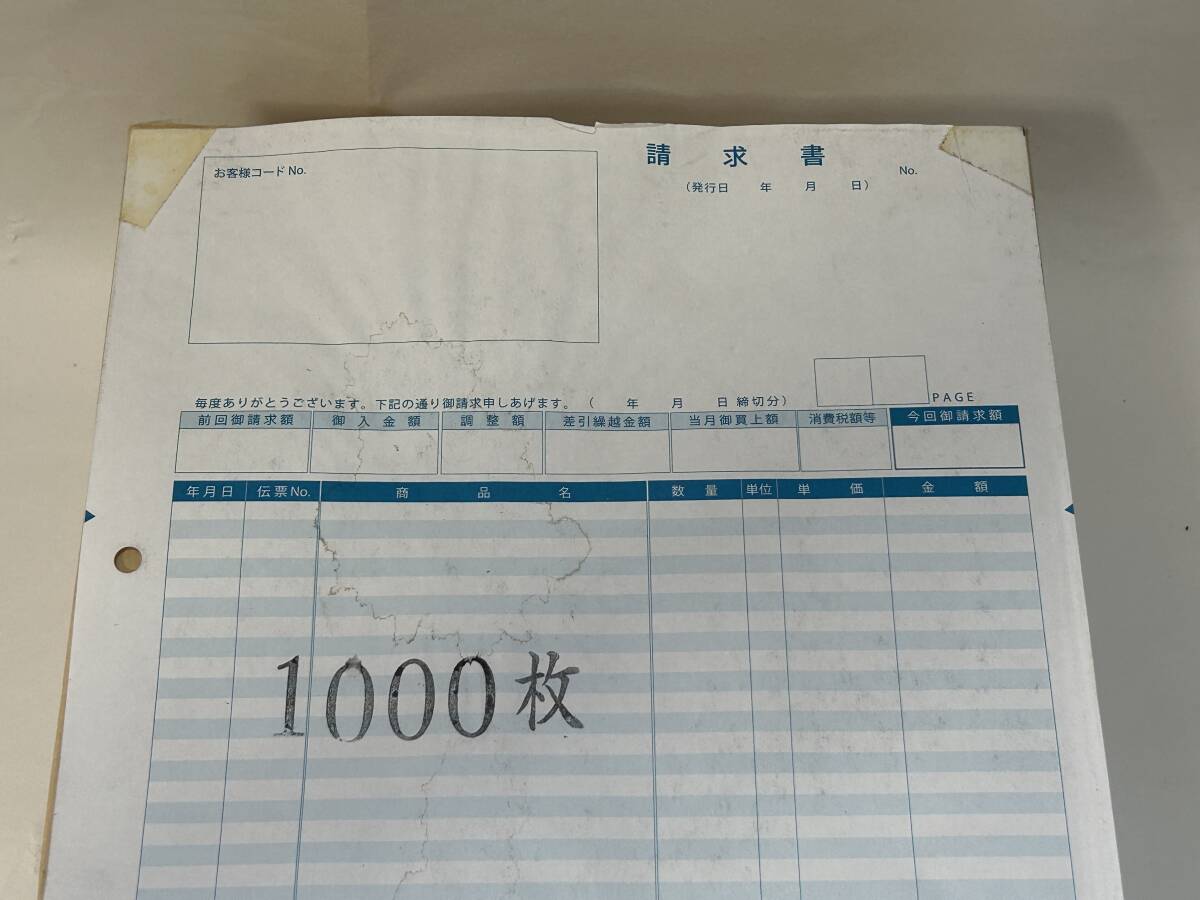 請求書
お客様コード No.
No.
(発行日 年 月 日)
毎度ありがとうございます。下記の通り御請求申しあげます。 ( 年 月 日 締切分)
PAGE
前回御請求額 御入金額 調整額 差引繰越金額 当月御買上額 消費税額等 今回御請求額
年月日 伝票No. 商品名 数量 単位 単価 金額
1000枚